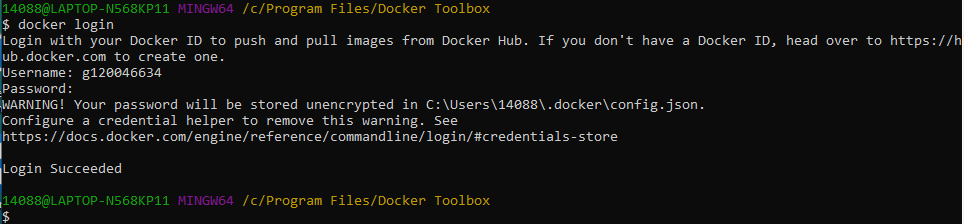 14088@LAPTOP-N568KP11 MINGW64 /c/Program Files/Docker Toolbox
$ docker login
Login with your Docker ID to push and pull images from Docker Hub. If you don't have a Docker ID, head over to https://h
ub.docker.com to create one.
Username: g120046634
Password:
WARNING! Your password will be stored unencrypted in C:\Users\14088\.docker\config.json.
Configure a credential helper to remove this warning. See
https://docs.docker.com/engine/reference/commandline/login/#credentials-store
Login Succeeded
14088@LAPTOP-N568KP11 MINGW64 /c/Program Files/Docker Toolbox
$